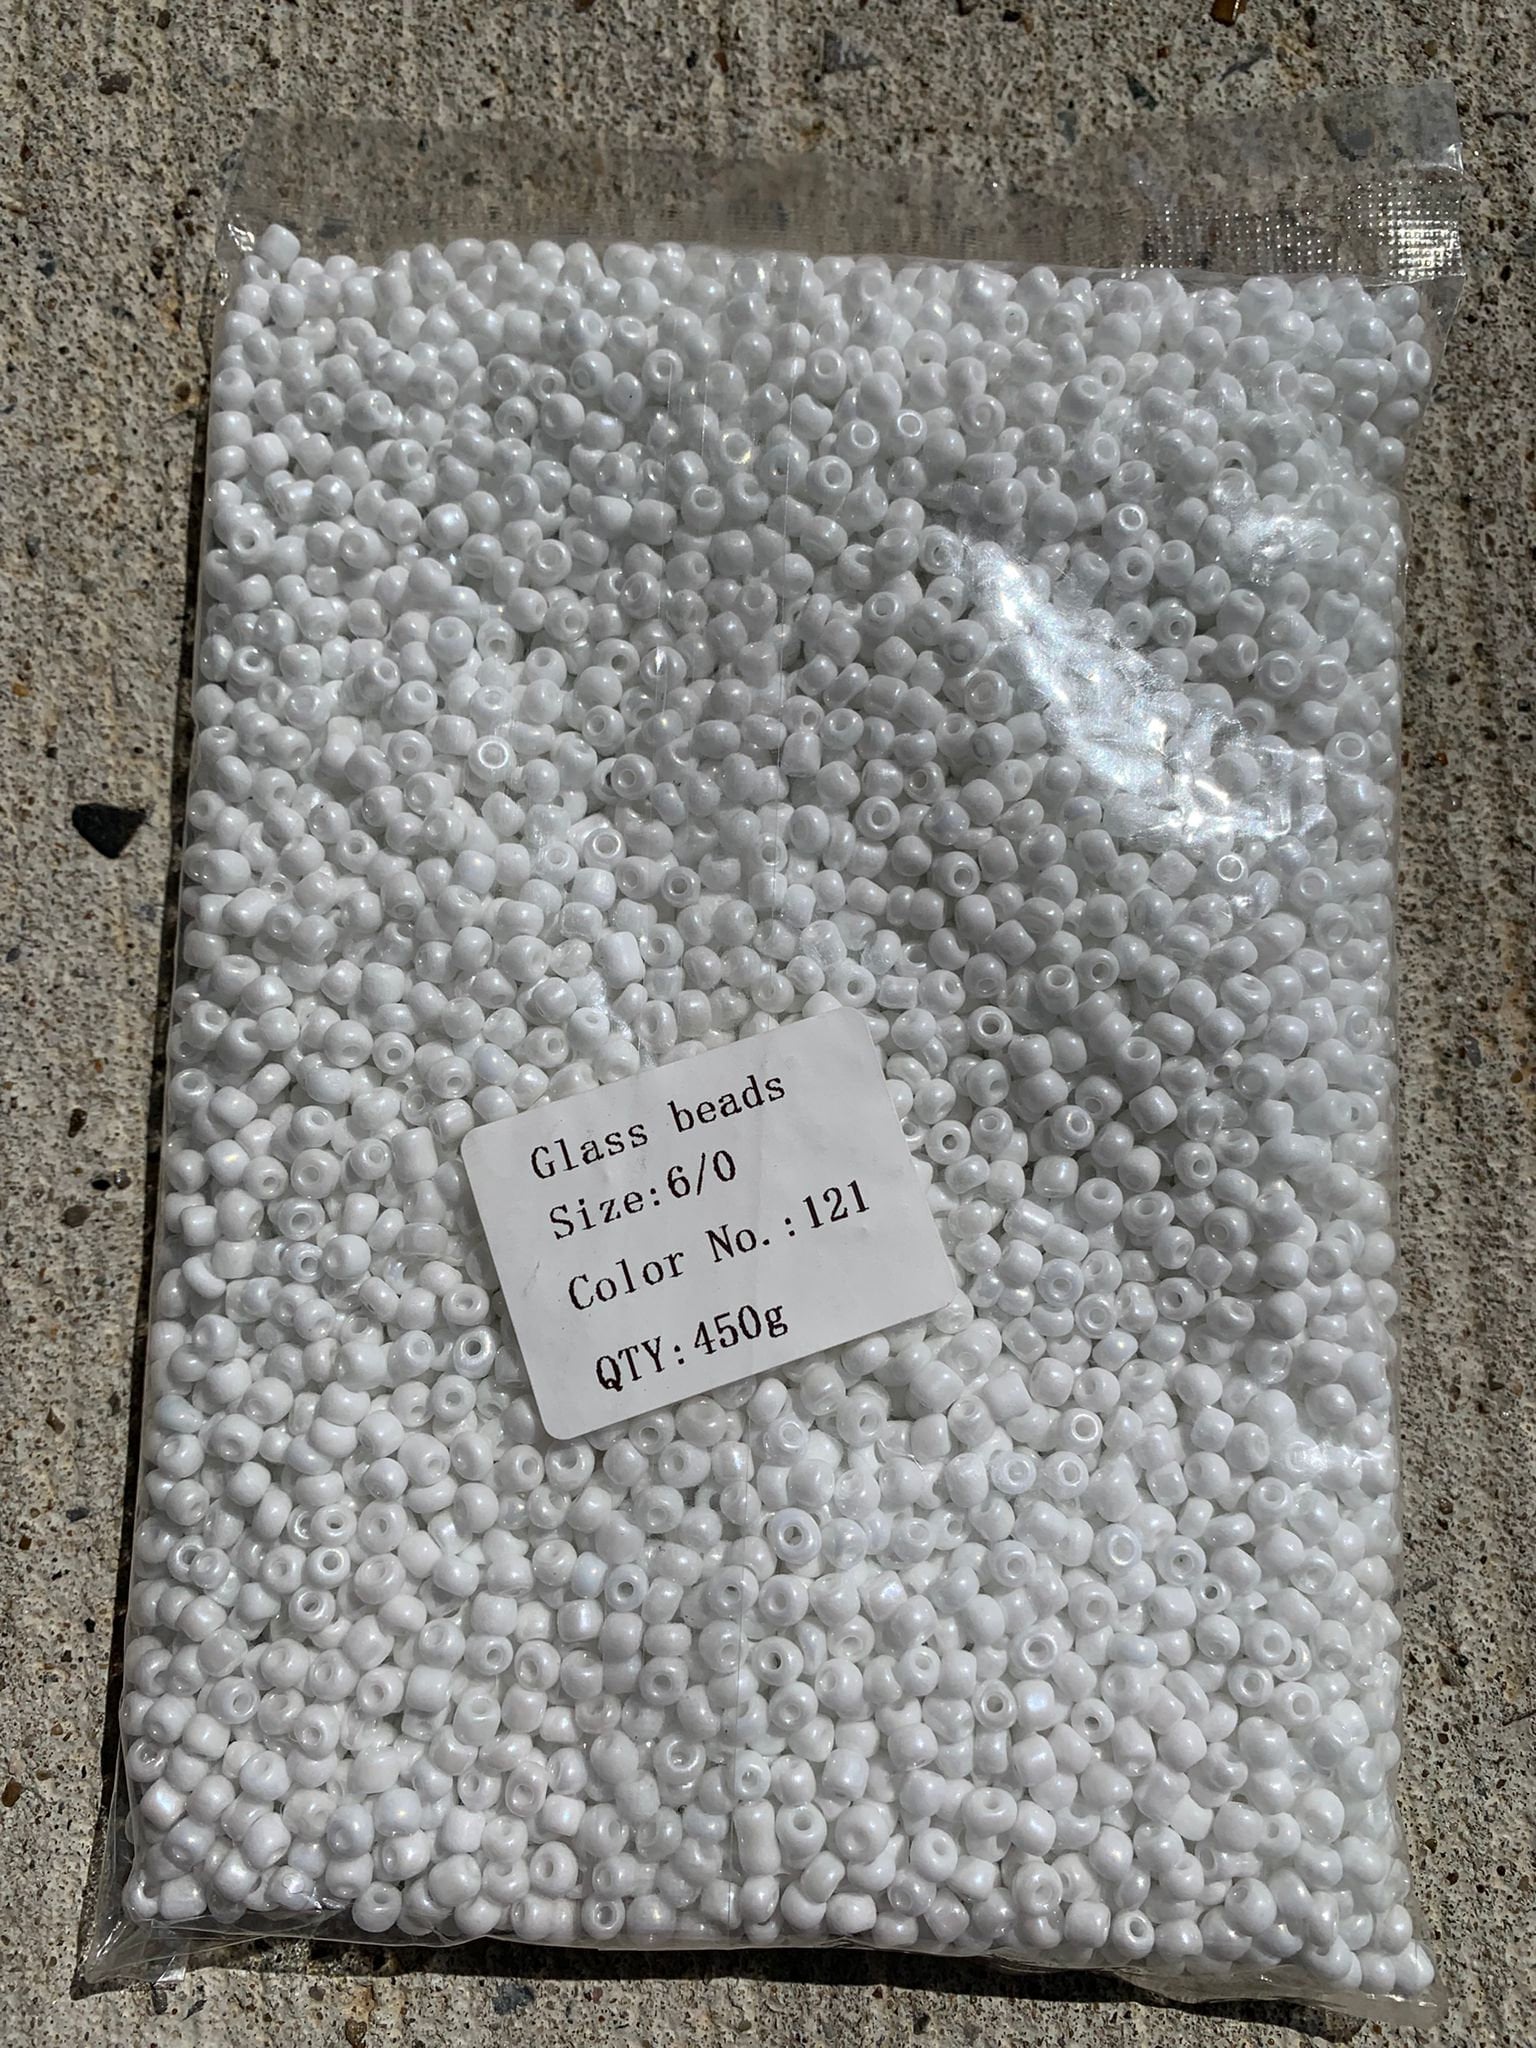 Glass beads
Size:6/0
Color No.:121
QTY:450g